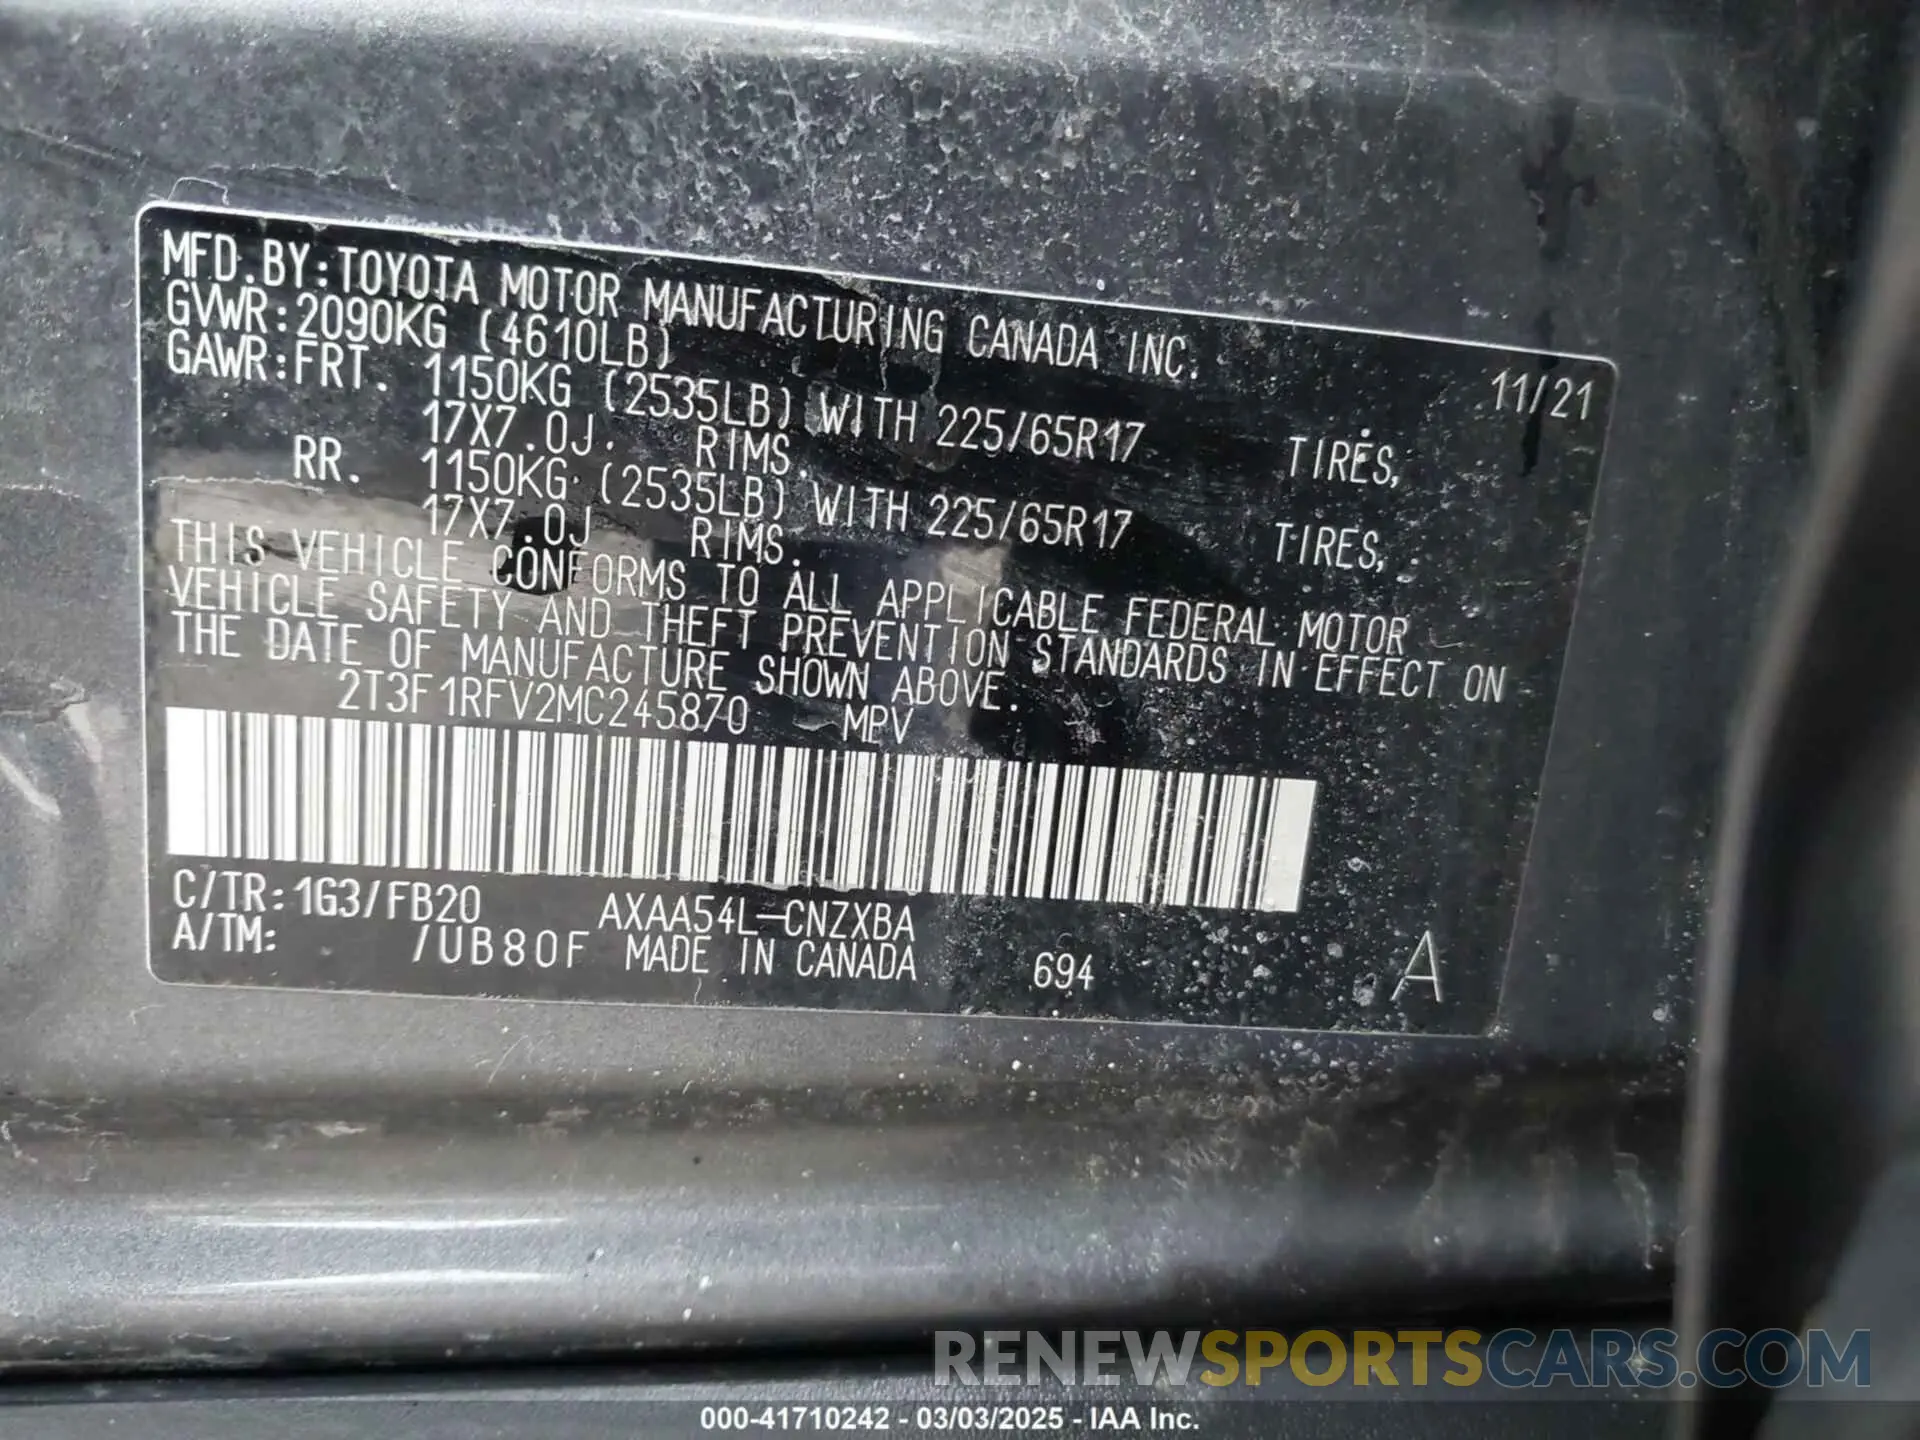 MFD.BY:TOYOTA MOTOR MANUFACTURING CANADA INC.
GVWR:2090KG (4610LB) 11/21
GAWR:FRT. 1150KG (2535LB) WITH 225/65R17 TIRES,
17X7.0J. RIMS.
RR. 1150KG (2535LB) WITH 225/65R17 TIRES,
17X7.0J RIMS.
THIS VEHICLE CONFORMS TO ALL APPLICABLE FEDERAL MOTOR
VEHICLE SAFETY AND THEFT PREVENTION STANDARDS IN EFFECT ON
THE DATE OF MANUFACTURE SHOWN ABOVE.
2T3F1RFV2MC245870 MPV
C/TR:1G3/FB20 AXAA54L-CNZXBA
A/TM: /UB80F MADE IN CANADA 694 A
RENEWSPORTSCARS.COM
000-41710242 - 03/03/2025 - IAA Inc.